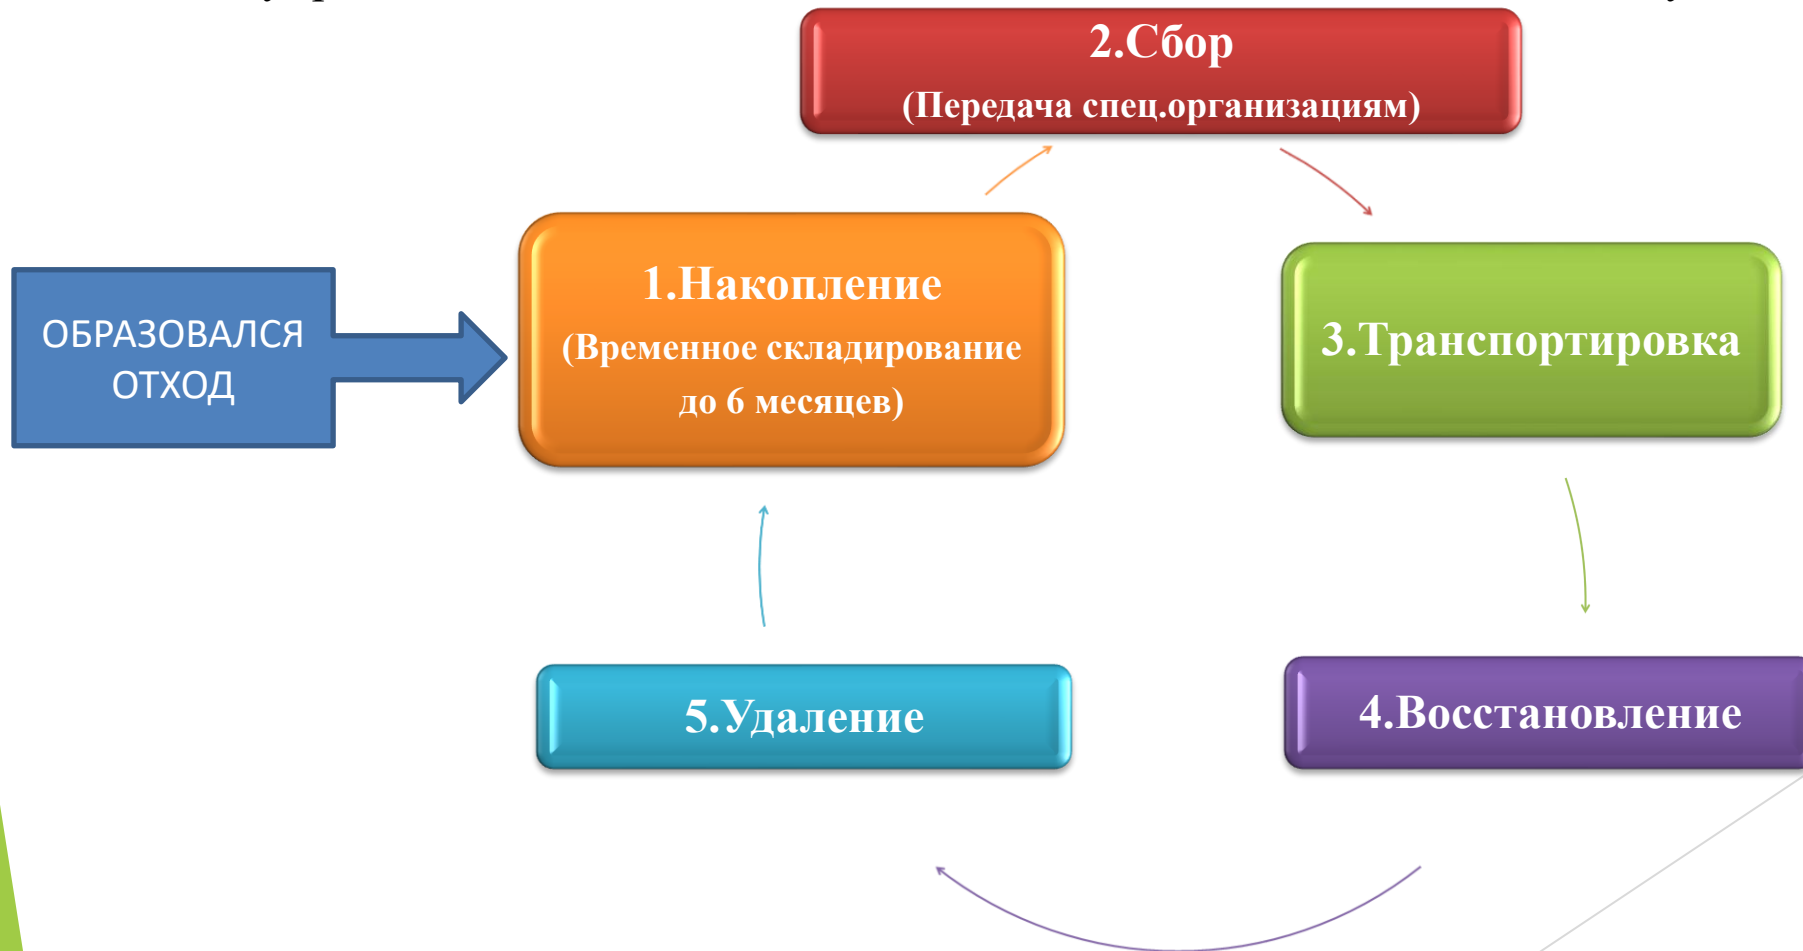 ОБРАЗОВАЛСЯ
ОТХОД
1.Накопление
(Временное складирование
до 6 месяцев)
2.Сбор
(Передача спец.организациям)
3.Транспортировка
4.Восстановление
5.Удаление